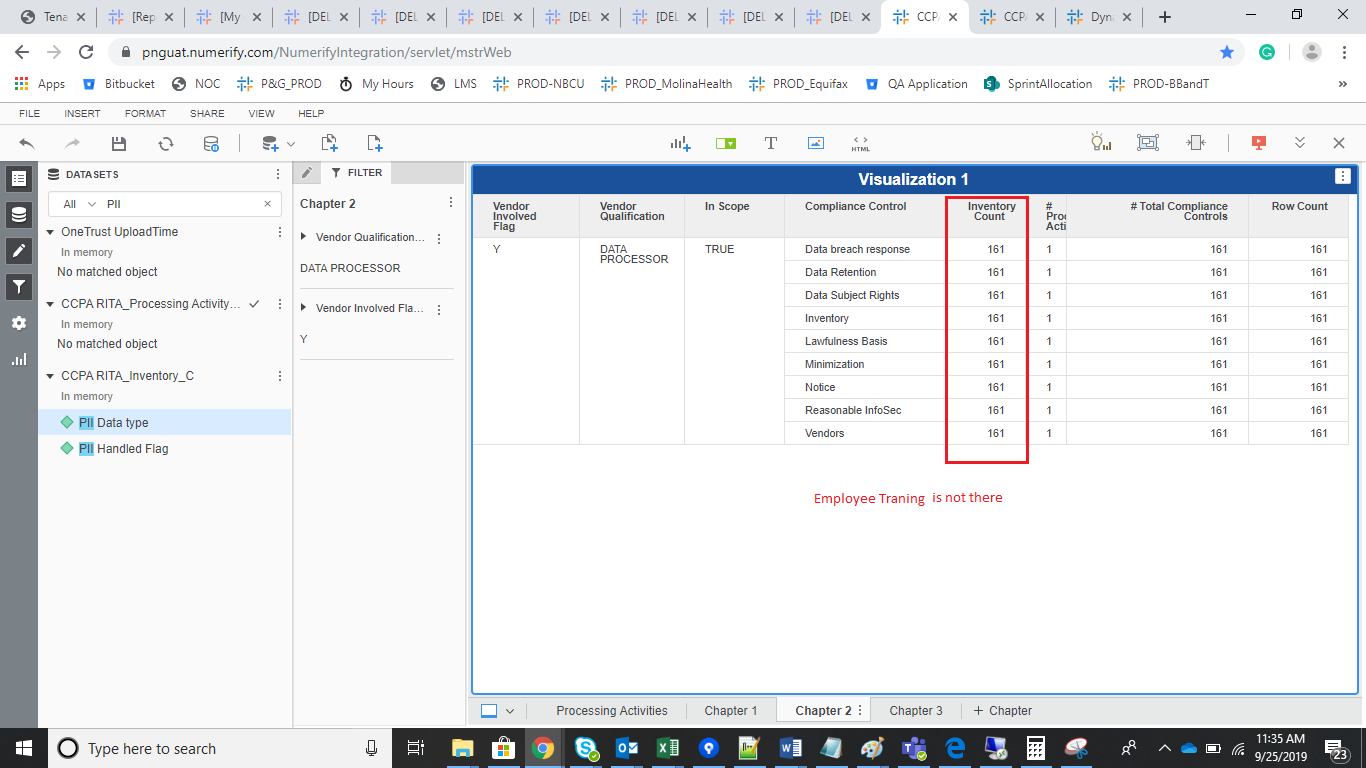 Tena
[Rep
[My
[DEL
[DEL
[DEL
[DEL
[DEL
[DEL
[DEL
CCP
CCP
Dyn
pnguat.numerify.com/NumerifyIntegration/servlet/mstrWeb
Apps
Bitbucket
NOC
P&G_PROD
My Hours
LMS
PROD-NBCU
PROD_MolinaHealth
PROD_Equifax
QA Application
SprintAllocation
PROD-BBandT
FILE
INSERT
FORMAT
SHARE
VIEW
HELP
HTML
DATASETS
All
PII
OneTrust UploadTime
In memory
No matched object
CCPA RITA_Processing Activity...
In memory
No matched object
CCPA RITA_Inventory_C
In memory
PII Data type
PII Handled Flag
FILTER
Chapter 2
Vendor Qualification...
DATA PROCESSOR
Vendor Involved Fla...
Y
Visualization 1
Vendor Involved Flag
Vendor Qualification
In Scope
Compliance Control
Inventory Count
# Proc Acti
# Total Compliance Controls
Row Count
Y DATA PROCESSOR TRUE Data breach response 161 1 161 161
Data Retention 161 1 161 161
Data Subject Rights 161 1 161 161
Inventory 161 1 161 161
Lawfulness Basis 161 1 161 161
Minimization 161 1 161 161
Notice 161 1 161 161
Reasonable InfoSec 161 1 161 161
Vendors 161 1 161 161
Employee Traning is not there
Processing Activities
Chapter 1
Chapter 2
Chapter 3
+ Chapter
Type here to search
11:35 AM
9/25/2019
23